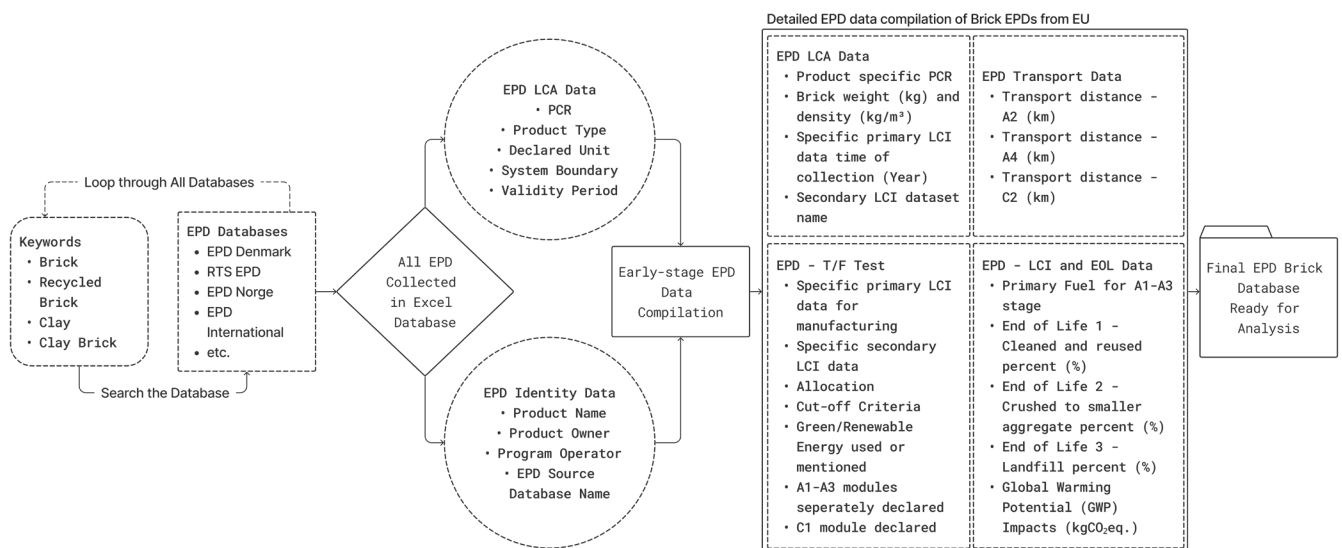 Detailed EPD data compilation of Brick EPDs from EU
Loop through All Databases
Keywords
• Brick
• Recycled
Brick
• Clay
• Clay Brick
Search the Database
EPD Databases
• EPD Denmark
• RTS EPD
• EPD Norge
• EPD
International
• etc.
All EPD
Collected
in Excel
Database
EPD LCA Data
• PCR
• Product Type
• Declared Unit
• System Boundary
• Validity Period
EPD Identity Data
• Product Name
• Product Owner
• Program Operator
• EPD Source
Database Name
Early-stage EPD
Data
Compilation
EPD LCA Data
• Product specific PCR
• Brick weight (kg) and
density (kg/m³)
• Specific primary LCI
data time of
collection (Year)
• Secondary LCI dataset
name
EPD Transport Data
• Transport distance -
A2 (km)
• Transport distance -
A4 (km)
• Transport distance -
C2 (km)
EPD - T/F Test
• Specific primary LCI
data for
manufacturing
• Specific secondary
LCI data
• Allocation
• Cut-off Criteria
• Green/Renewable
Energy used or
mentioned
• A1-A3 modules
seperately declared
• C1 module declared
EPD - LCI and EOL Data
• Primary Fuel for A1-A3
stage
• End of Life 1 -
Cleaned and reused
percent (%)
• End of Life 2 -
Crushed to smaller
aggregate percent (%)
• End of Life 3 -
Landfill percent (%)
• Global Warming
Potential (GWP)
Impacts (kgCO₂eq.)
Final EPD Brick
Database
Ready for
Analysis